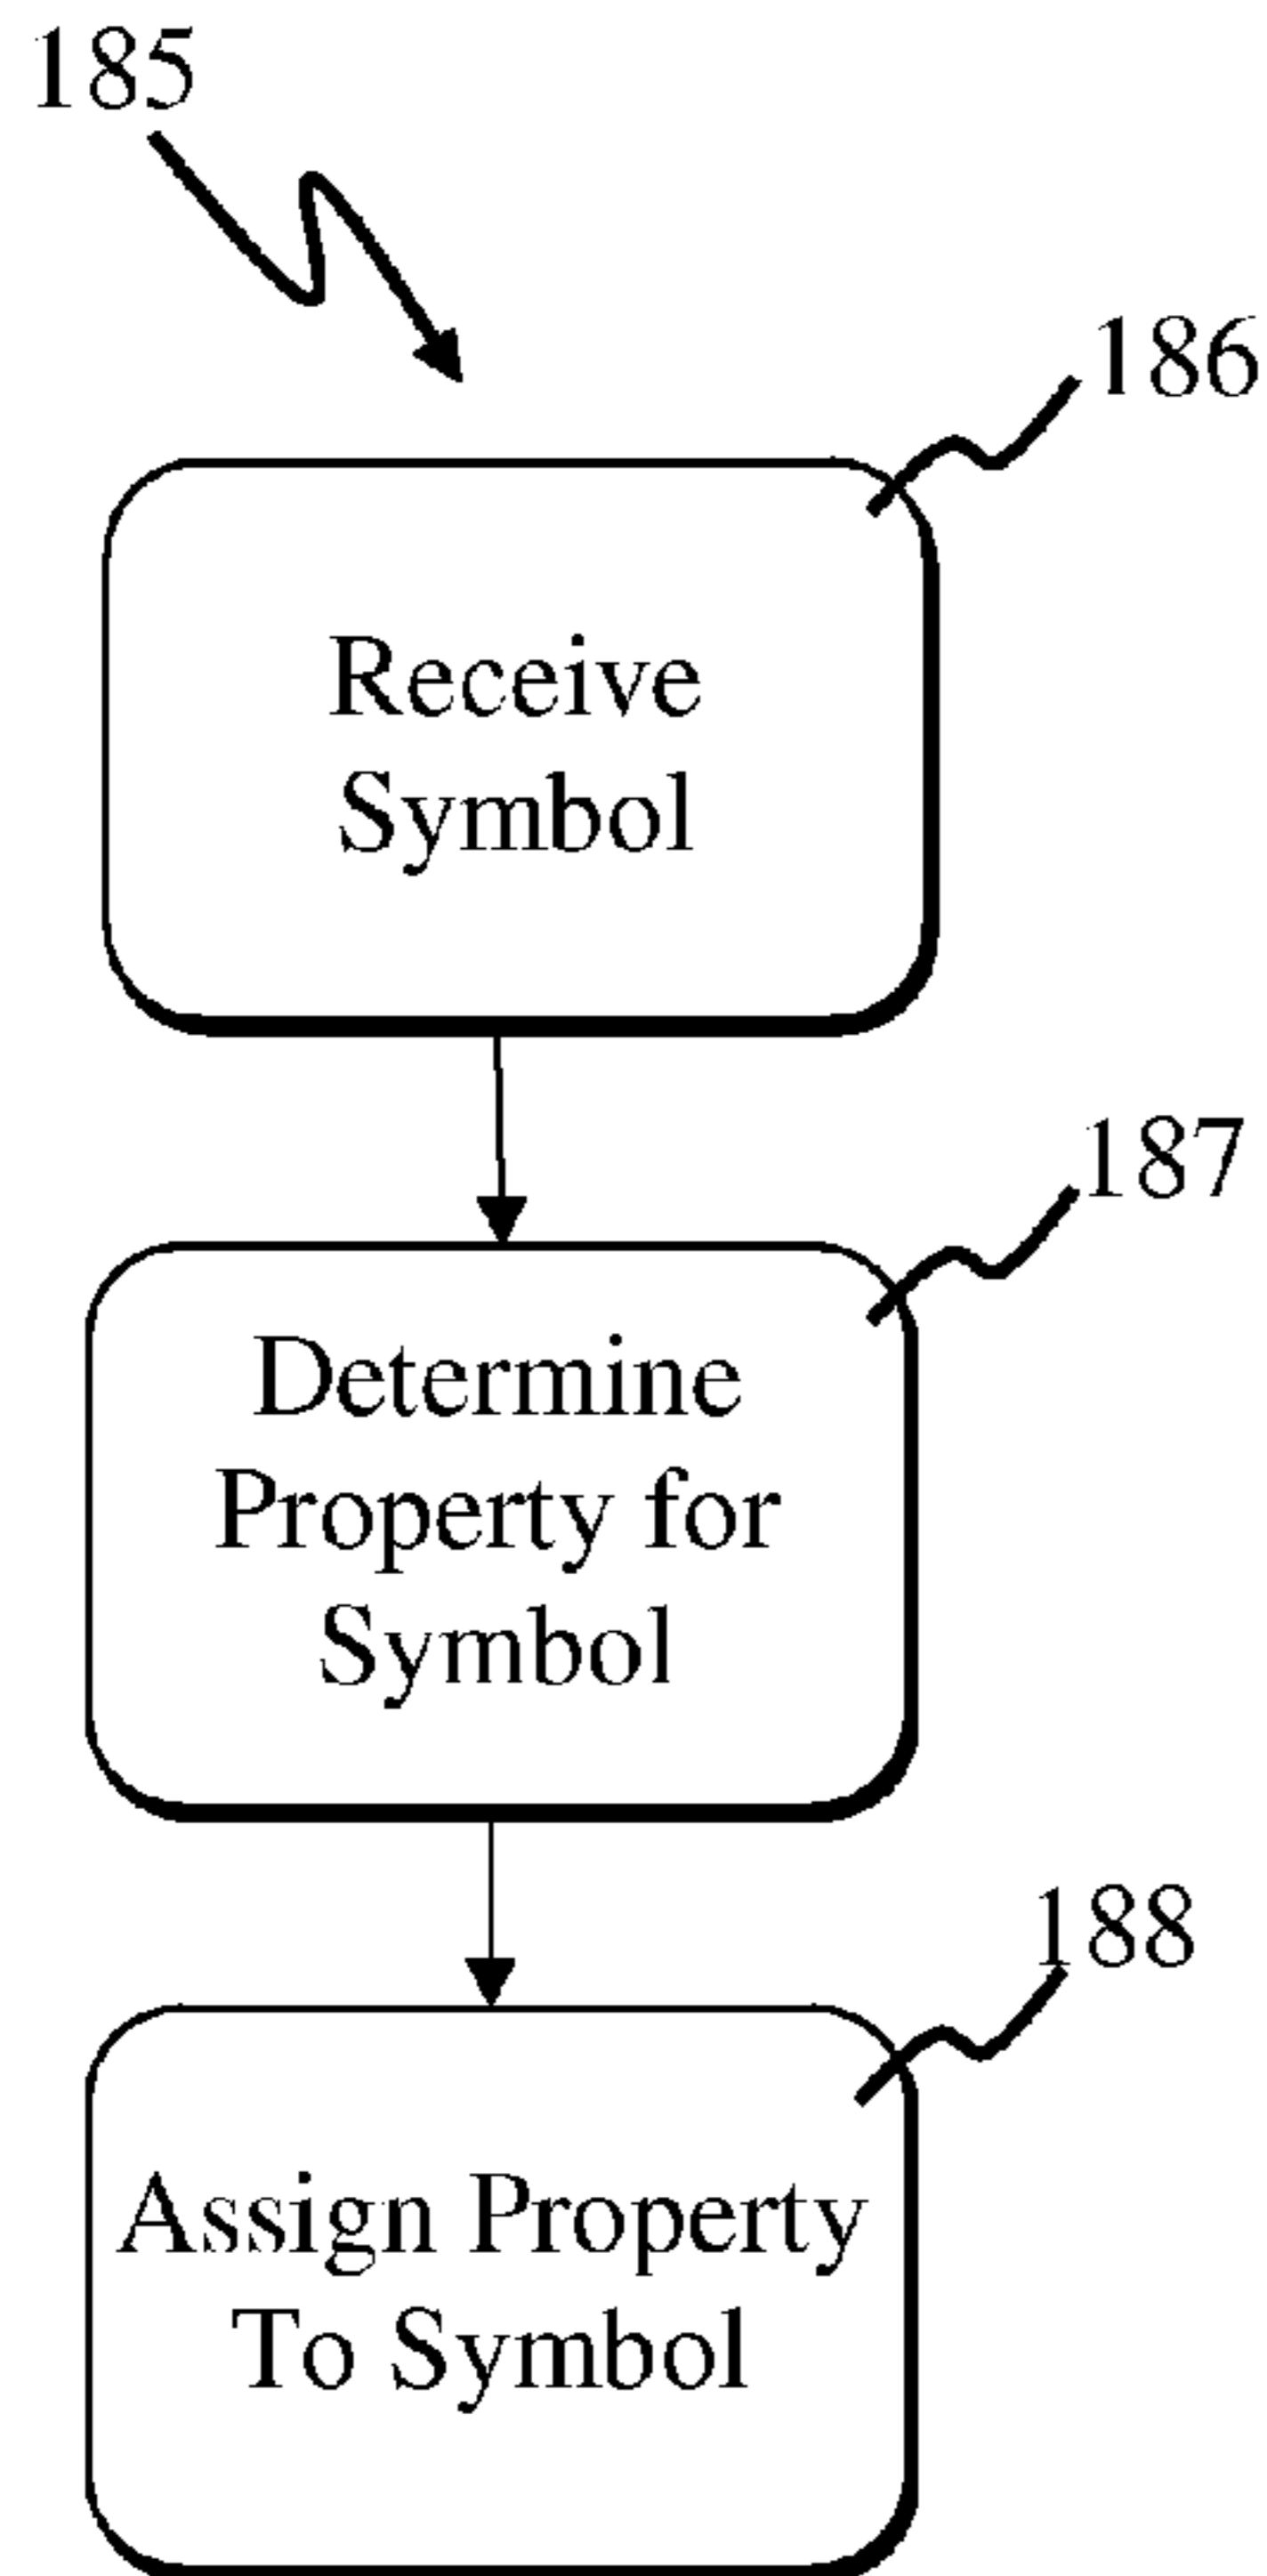 185
186
Receive
Symbol
187
Determine
Property for
Symbol
188
Assign Property
To Symbol